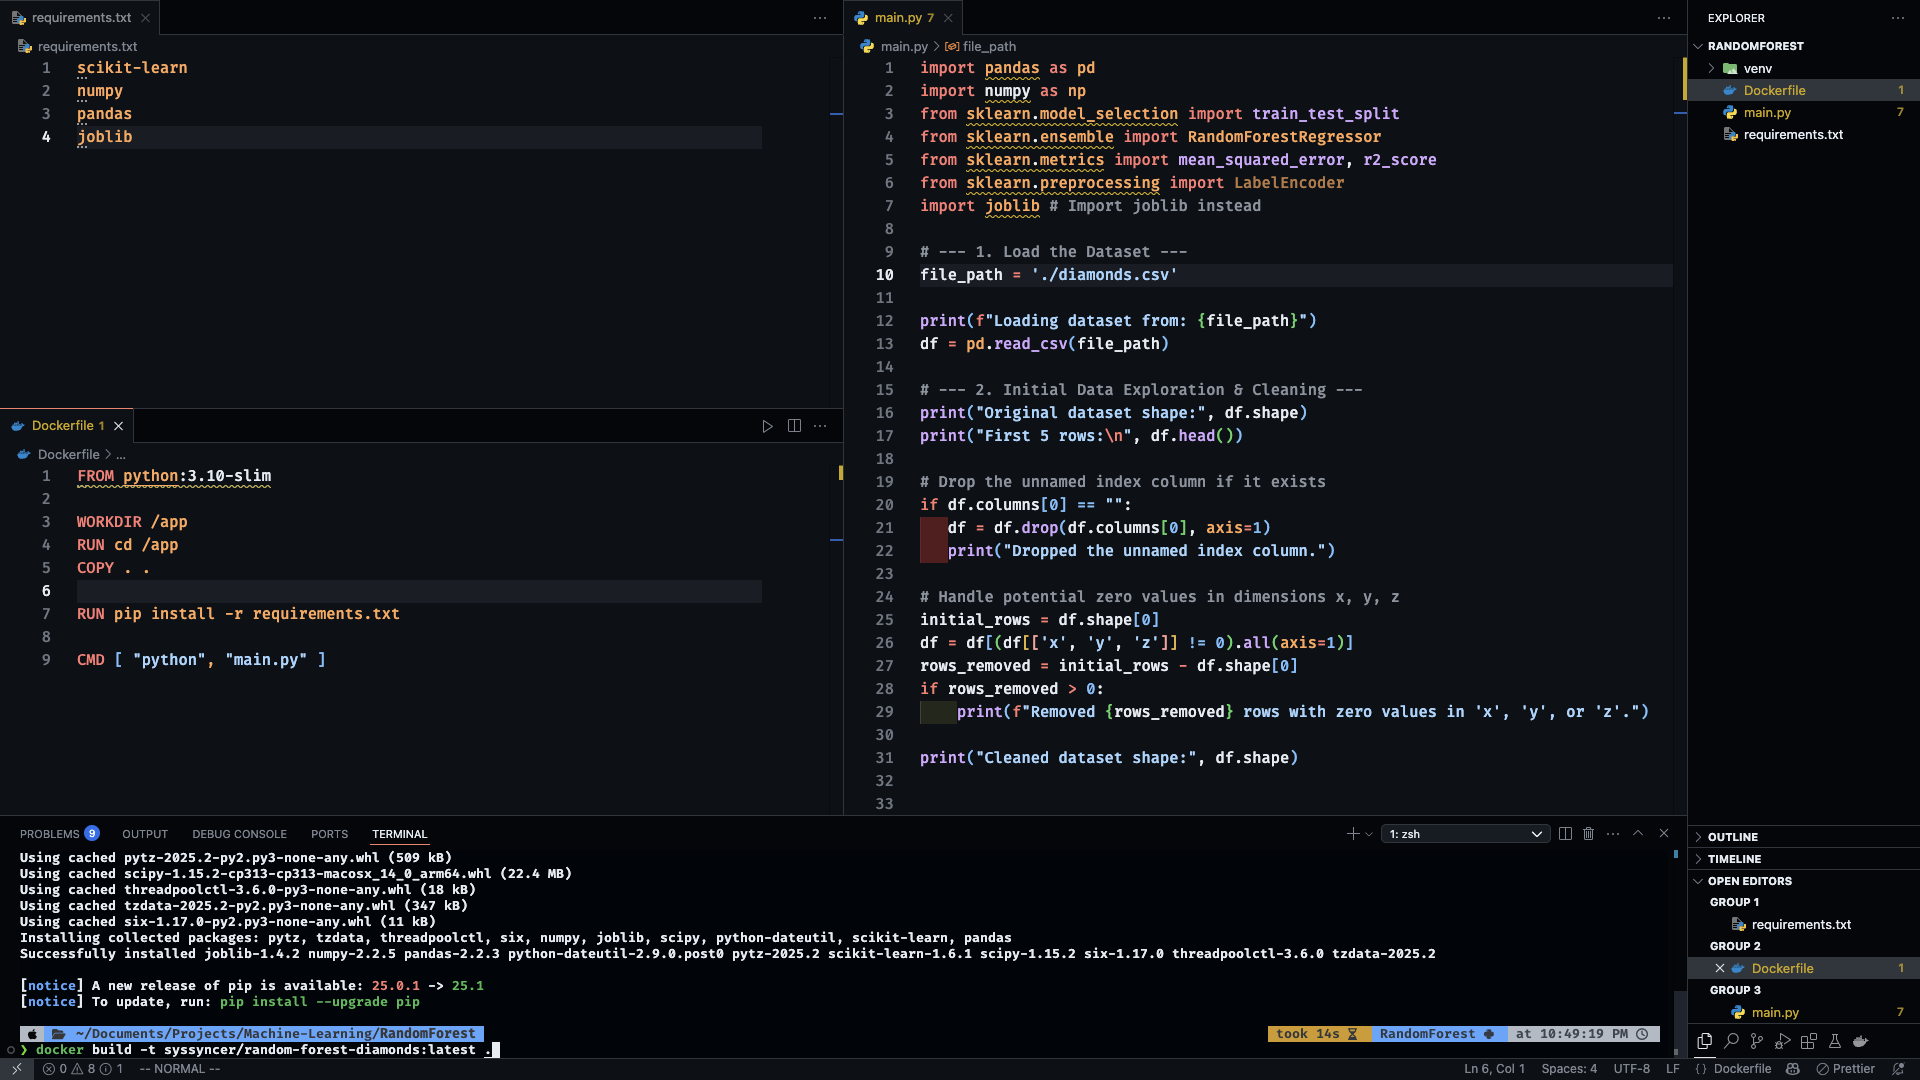 requirements.txt
requirements.txt
1 scikit-learn
2 numpy
3 pandas
4 joblib
Dockerfile 1
Dockerfile > ...
1 FROM python:3.10-slim
2
3 WORKDIR /app
4 RUN cd /app
5 COPY . .
6
7 RUN pip install -r requirements.txt
8
9 CMD [ "python", "main.py" ]
main.py 7
main.py > file_path
1 import pandas as pd
2 import numpy as np
3 from sklearn.model_selection import train_test_split
4 from sklearn.ensemble import RandomForestRegressor
5 from sklearn.metrics import mean_squared_error, r2_score
6 from sklearn.preprocessing import LabelEncoder
7 import joblib # Import joblib instead
8
9 # --- 1. Load the Dataset ---
10 file_path = './diamonds.csv'
11
12 print(f"Loading dataset from: {file_path}")
13 df = pd.read_csv(file_path)
14
15 # --- 2. Initial Data Exploration & Cleaning ---
16 print("Original dataset shape:", df.shape)
17 print("First 5 rows:\n", df.head())
18
19 # Drop the unnamed index column if it exists
20 if df.columns[0] == "":
21 df = df.drop(df.columns[0], axis=1)
22 print("Dropped the unnamed index column.")
23
24 # Handle potential zero values in dimensions x, y, z
25 initial_rows = df.shape[0]
26 df = df[(df[['x', 'y', 'z']] != 0).all(axis=1)]
27 rows_removed = initial_rows - df.shape[0]
28 if rows_removed > 0:
29 print(f"Removed {rows_removed} rows with zero values in 'x', 'y', or 'z'.")
30
31 print("Cleaned dataset shape:", df.shape)
32
33
EXPLORER
RANDOMFOREST
venv
Dockerfile 1
main.py 7
requirements.txt
OUTLINE
TIMELINE
OPEN EDITORS
GROUP 1
requirements.txt
GROUP 2
Dockerfile 1
GROUP 3
main.py 7
PROBLEMS 9 OUTPUT DEBUG CONSOLE PORTS TERMINAL
1: zsh
Using cached pytz-2025.2-py2.py3-none-any.whl (509 kB)
Using cached scipy-1.15.2-cp313-cp313-macosx_14_0_arm64.whl (22.4 MB)
Using cached threadpoolctl-3.6.0-py3-none-any.whl (18 kB)
Using cached tzdata-2025.2-py2.py3-none-any.whl (347 kB)
Using cached six-1.17.0-py2.py3-none-any.whl (11 kB)
Installing collected packages: pytz, tzdata, threadpoolctl, six, numpy, joblib, scipy, python-dateutil, scikit-learn, pandas
Successfully installed joblib-1.4.2 numpy-2.2.5 pandas-2.2.3 python-dateutil-2.9.0.post0 pytz-2025.2 scikit-learn-1.6.1 scipy-1.15.2 six-1.17.0 threadpoolctl-3.6.0 tzdata-2025.2
[notice] A new release of pip is available: 25.0.1 -> 25.1
[notice] To update, run: pip install --upgrade pip
~/Documents/Projects/Machine-Learning/RandomForest took 14s RandomForest at 10:49:19 PM
❯ docker build -t syssyncer/random-forest-diamonds:latest .
0 8 1 -- NORMAL -- Ln 6, Col 1 Spaces: 4 UTF-8 LF {} Dockerfile Prettier